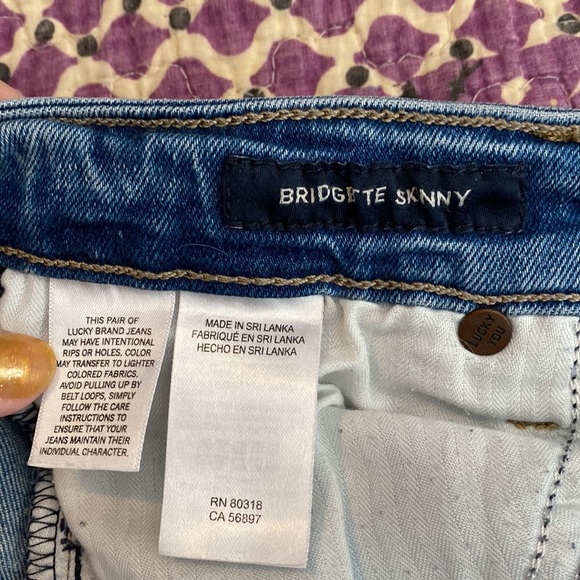 BRIDGETTE SKINNY
THIS PAIR OF
LUCKY BRAND JEANS
MAY HAVE INTENTIONAL
RIPS OR HOLES. COLOR
MAY TRANSFER TO LIGHTER
COLORED FABRICS.
AVOID PULLING UP BY
BELT LOOPS, SIMPLY
FOLLOW THE CARE
INSTRUCTIONS TO
ENSURE THAT YOUR
JEANS MAINTAIN THEIR
INDIVIDUAL CHARACTER.
MADE IN SRI LANKA
FABRIQUÉ EN SRI LANKA
HECHO EN SRI LANKA
RN 80318
CA 56897
LUCKY
YOU